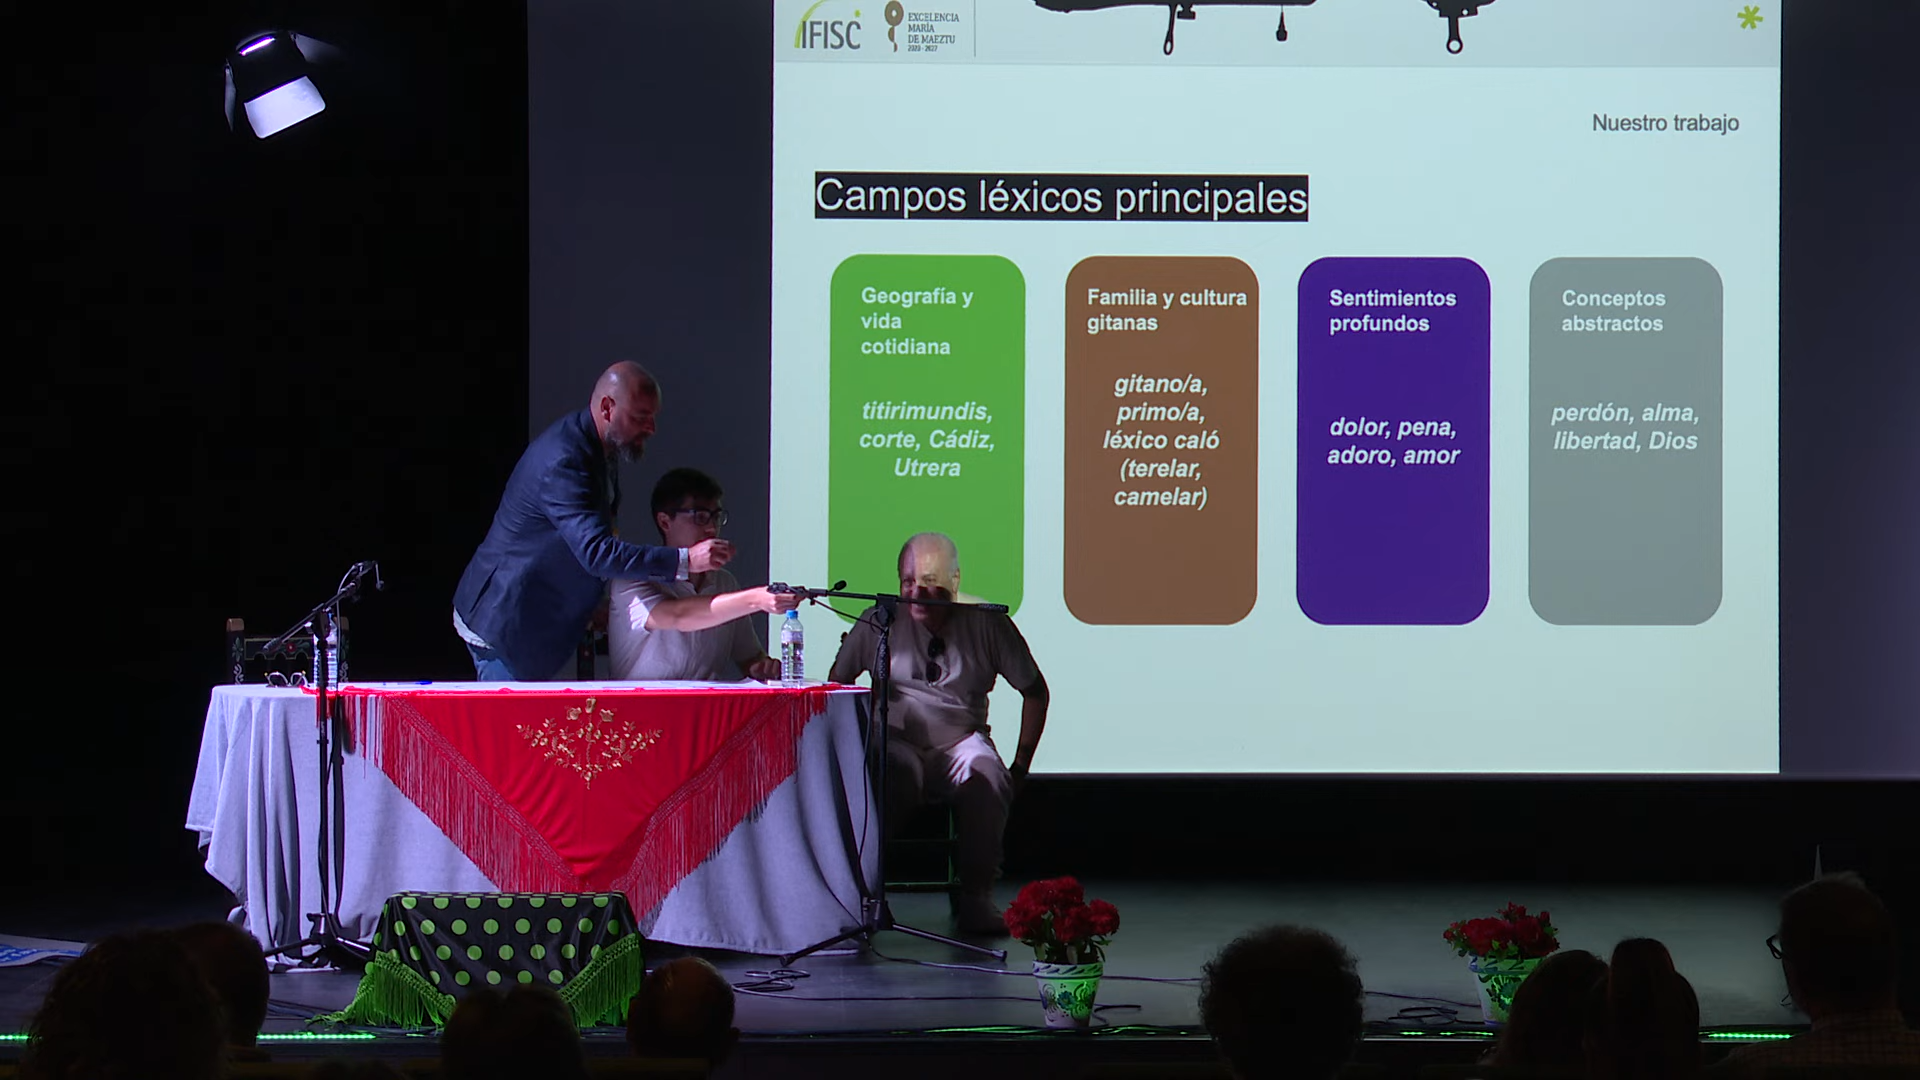 IFISC
EXCELENCIA
MARÍA
DE MAEZTU
2023 - 2027
Nuestro trabajo
Campos léxicos principales
Geografía y
vida
cotidiana
titirimundis,
corte, Cádiz,
Utrera
Familia y cultura
gitanas
gitano/a,
primo/a,
léxico caló
(terelar,
camelar)
Sentimientos
profundos
dolor, pena,
adoro, amor
Conceptos
abstractos
perdón, alma,
libertad, Dios